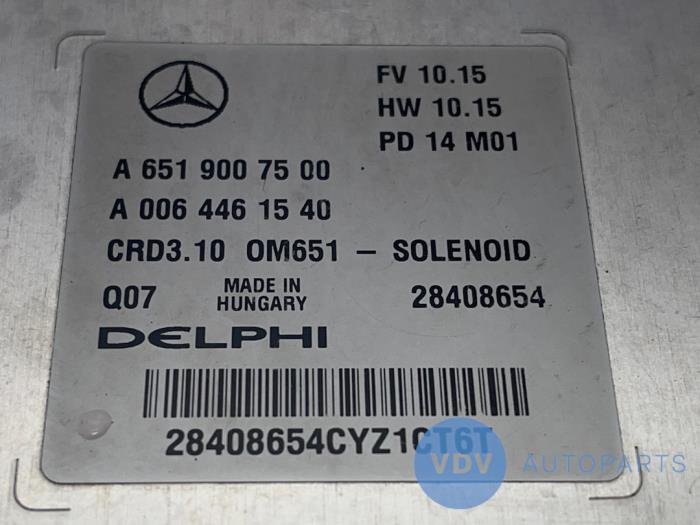 FV 10.15
HW 10.15
PD 14 M01
A 651 900 75 00
A 006 446 15 40
CRD3.10 OM651 – SOLENOID
Q07 MADE IN HUNGARY 28408654
DELPHI
28408654CYZ1CT6T
VDV AUTOPARTS